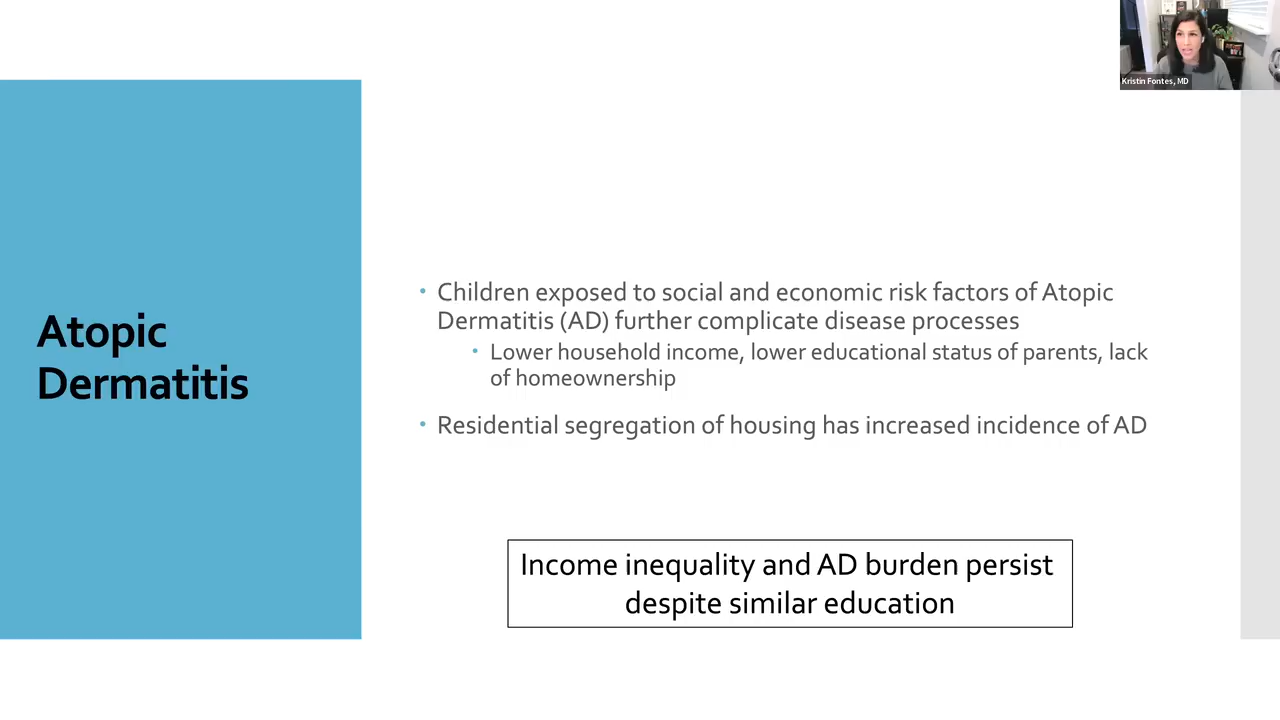 Kristin Fontes, MD
Atopic
Dermatitis
• Children exposed to social and economic risk factors of Atopic
Dermatitis (AD) further complicate disease processes
• Lower household income, lower educational status of parents, lack
of homeownership
• Residential segregation of housing has increased incidence of AD
Income inequality and AD burden persist
despite similar education